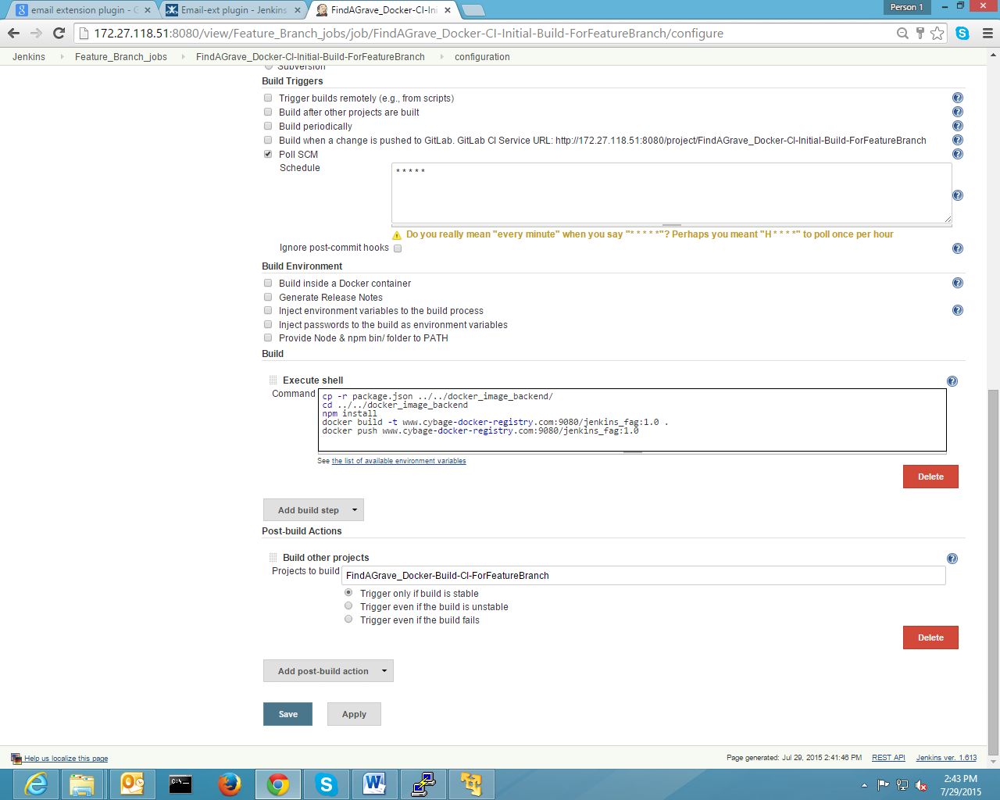 email extension plugin - G
Email-ext plugin - Jenkins
FindAGrave_Docker-CI-Ini
Person 1
172.27.118.51:8080/view/Feature_Branch_jobs/job/FindAGrave_Docker-CI-Initial-Build-ForFeatureBranch/configure
Jenkins
Feature_Branch_jobs
FindAGrave_Docker-CI-Initial-Build-ForFeatureBranch
configuration
Subversion
Build Triggers
Trigger builds remotely (e.g., from scripts)
Build after other projects are built
Build periodically
Build when a change is pushed to GitLab. GitLab CI Service URL: http://172.27.118.51:8080/project/FindAGrave_Docker-CI-Initial-Build-ForFeatureBranch
Poll SCM
Schedule
* * * * *
Do you really mean "every minute" when you say "* * * * *"? Perhaps you meant "H * * * *" to poll once per hour
Ignore post-commit hooks
Build Environment
Build inside a Docker container
Generate Release Notes
Inject environment variables to the build process
Inject passwords to the build as environment variables
Provide Node & npm bin/ folder to PATH
Build
Execute shell
Command
cp -r package.json ../../docker_image_backend/
cd ../../docker_image_backend
npm install
docker build -t www.cybage-docker-registry.com:9080/jenkins_fag:1.0 .
docker push www.cybage-docker-registry.com:9080/jenkins_fag:1.0
See the list of available environment variables
Delete
Add build step
Post-build Actions
Build other projects
Projects to build
FindAGrave_Docker-Build-CI-ForFeatureBranch
Trigger only if build is stable
Trigger even if the build is unstable
Trigger even if the build fails
Delete
Add post-build action
Save
Apply
Help us localize this page
Page generated: Jul 29, 2015 2:41:46 PM
REST API
Jenkins ver. 1.613
2:43 PM
7/29/2015